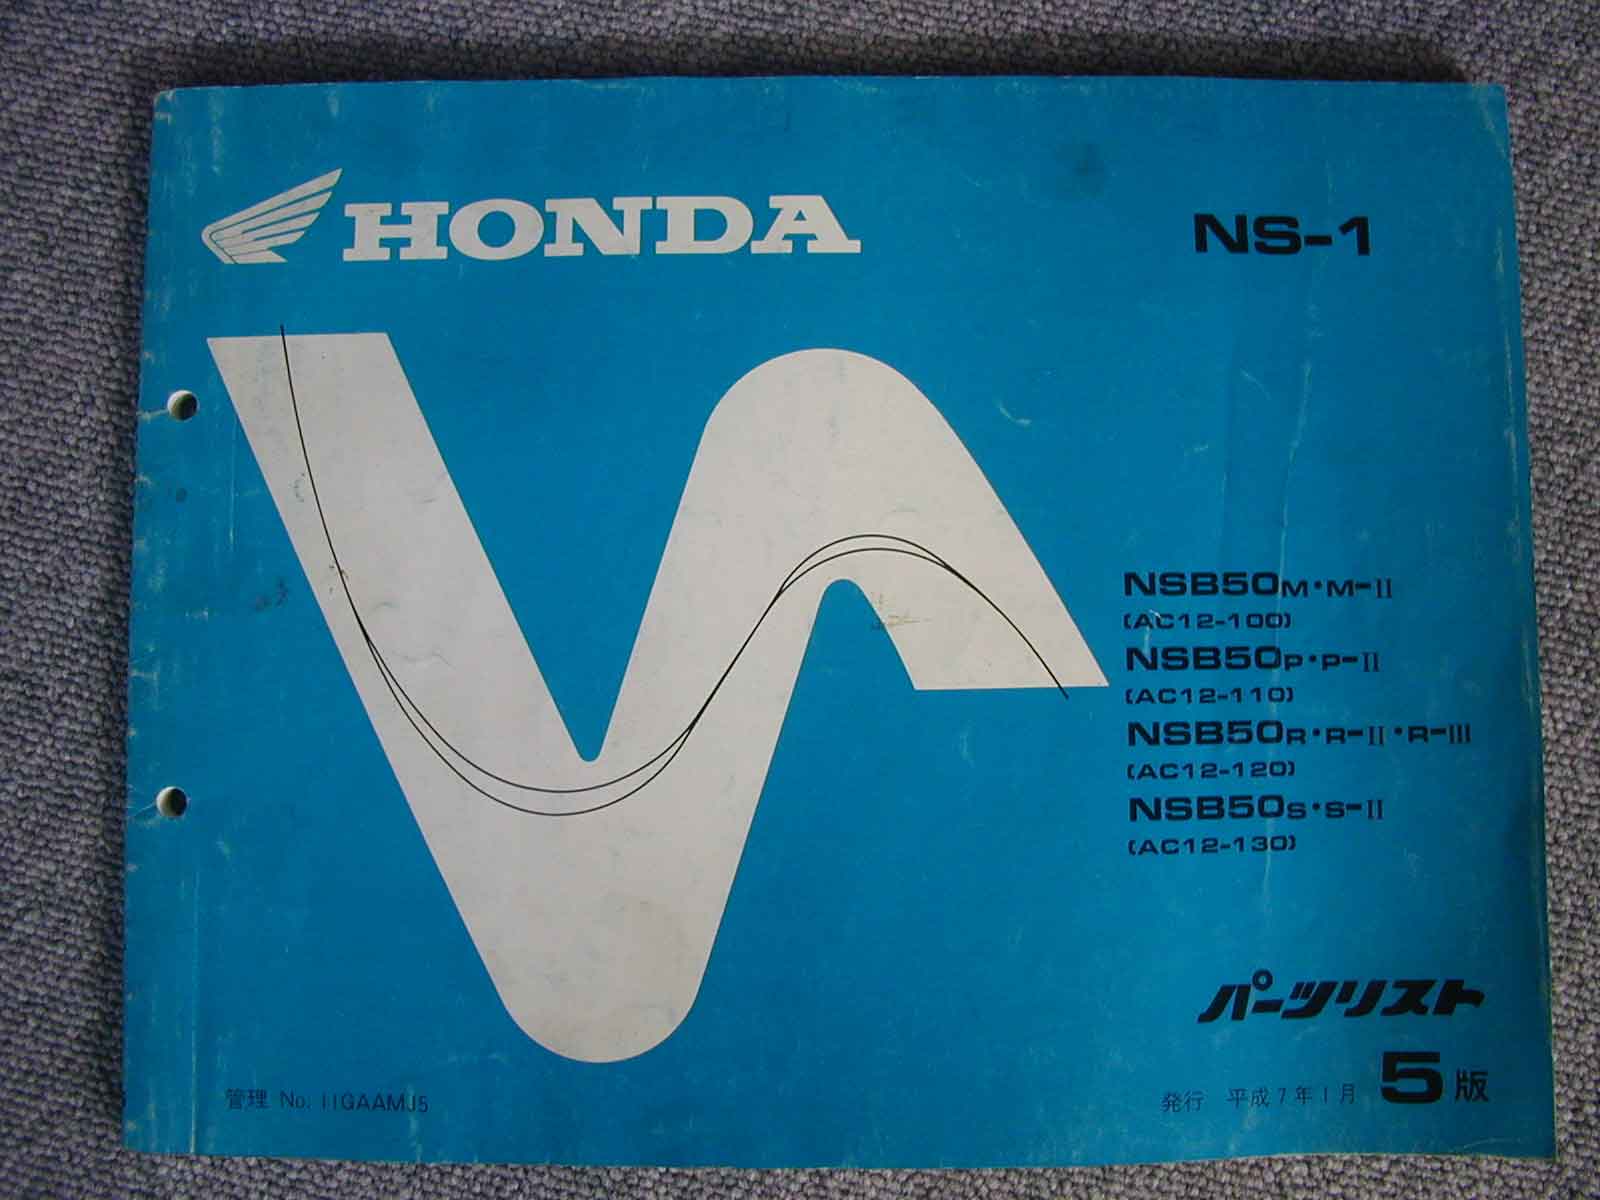 HONDA
NS-1
NSB50M・M-II
(AC12-100)
NSB50P・P-II
(AC12-110)
NSB50R・R-II・R-III
(AC12-120)
NSB50S・S-II
(AC12-130)
パーツリスト
管理 No. 11GAAMJ5
発行 平成7年1月 5版